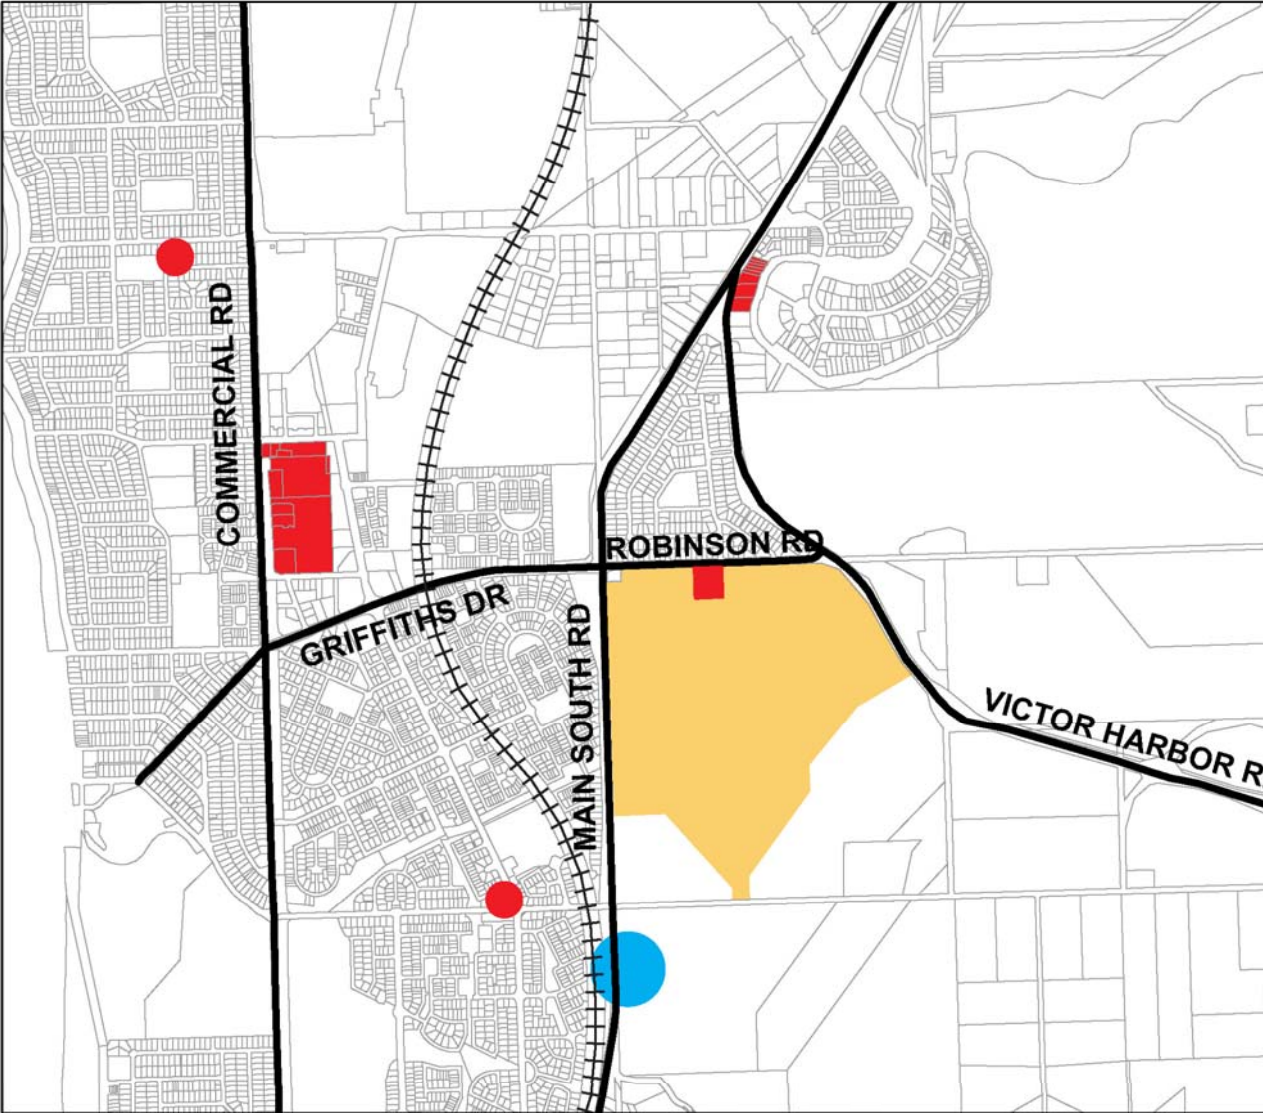 COMMERCIAL RD
ROBINSON RD
GRIFFITHS DR
MAIN SOUTH RD
VICTOR HARBOR R